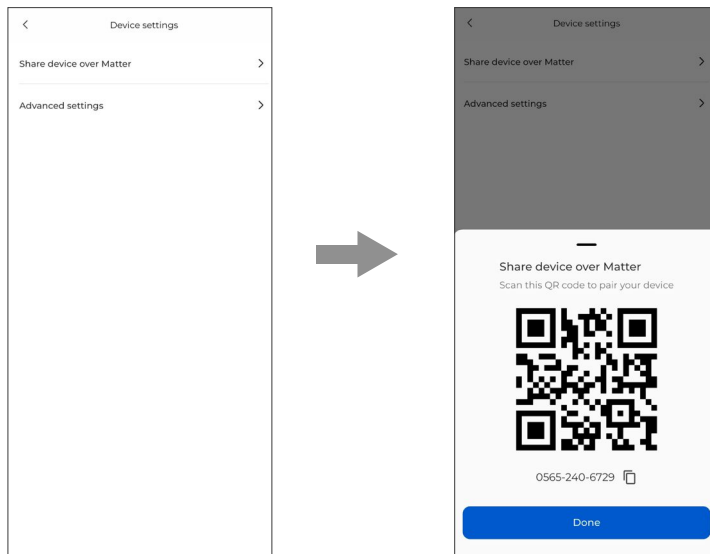 Device settings
Share device over Matter
Advanced settings
Device settings
Share device over Matter
Advanced settings
Share device over Matter
Scan this QR code to pair your device
0565-240-6729
Done